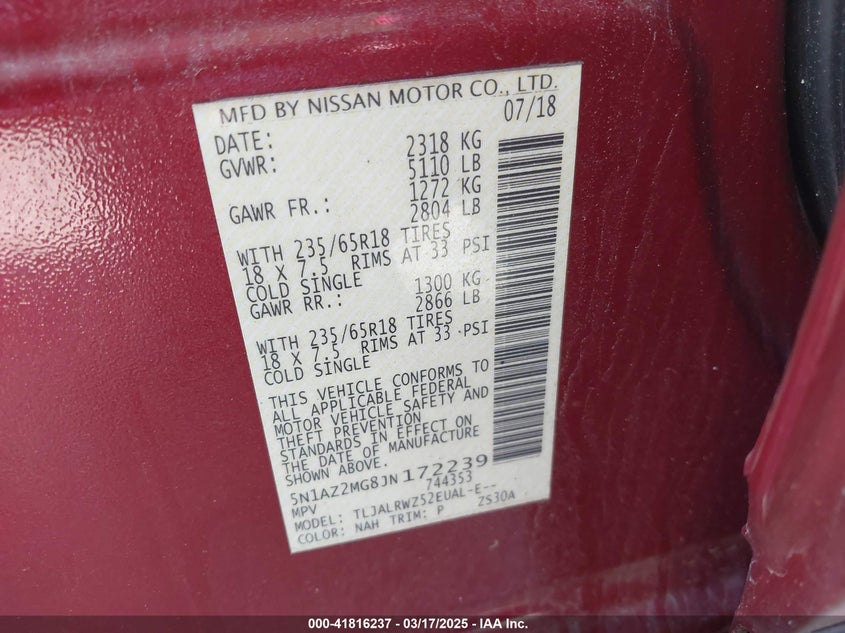 MFD BY NISSAN MOTOR CO., LTD.
DATE: 07/18
GVWR: 2318 KG
5110 LB
GAWR FR.: 1272 KG
2804 LB
WITH 235/65R18 TIRES
18 X 7.5 RIMS AT 33 PSI
COLD SINGLE
GAWR RR.: 1300 KG
2866 LB
WITH 235/65R18 TIRES
18 X 7.5 RIMS AT 33 PSI
COLD SINGLE
THIS VEHICLE CONFORMS TO
ALL APPLICABLE FEDERAL
MOTOR VEHICLE SAFETY AND
THEFT PREVENTION
STANDARDS IN EFFECT ON
THE DATE OF MANUFACTURE
SHOWN ABOVE.
5N1AZ2MG8JN172239
MPV 744353
MODEL: TLJALRWZ52EUAL-E--
COLOR: NAH TRIM: P ZS30A
000-41816237 - 03/17/2025 - IAA Inc.